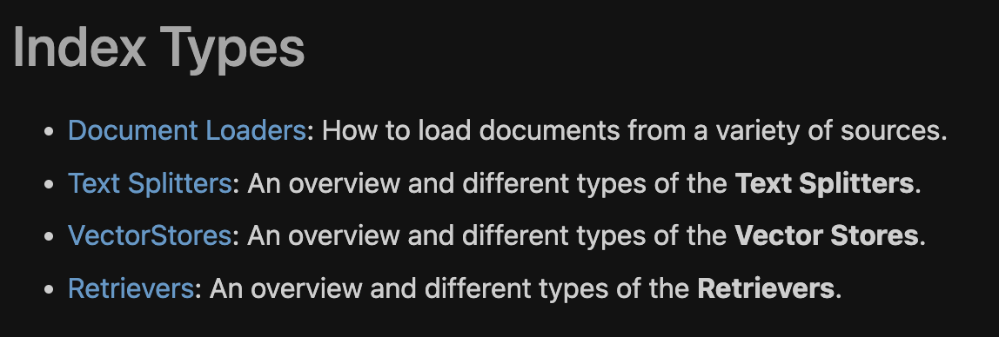 Index Types
• Document Loaders: How to load documents from a variety of sources.
• Text Splitters: An overview and different types of the Text Splitters.
• VectorStores: An overview and different types of the Vector Stores.
• Retrievers: An overview and different types of the Retrievers.